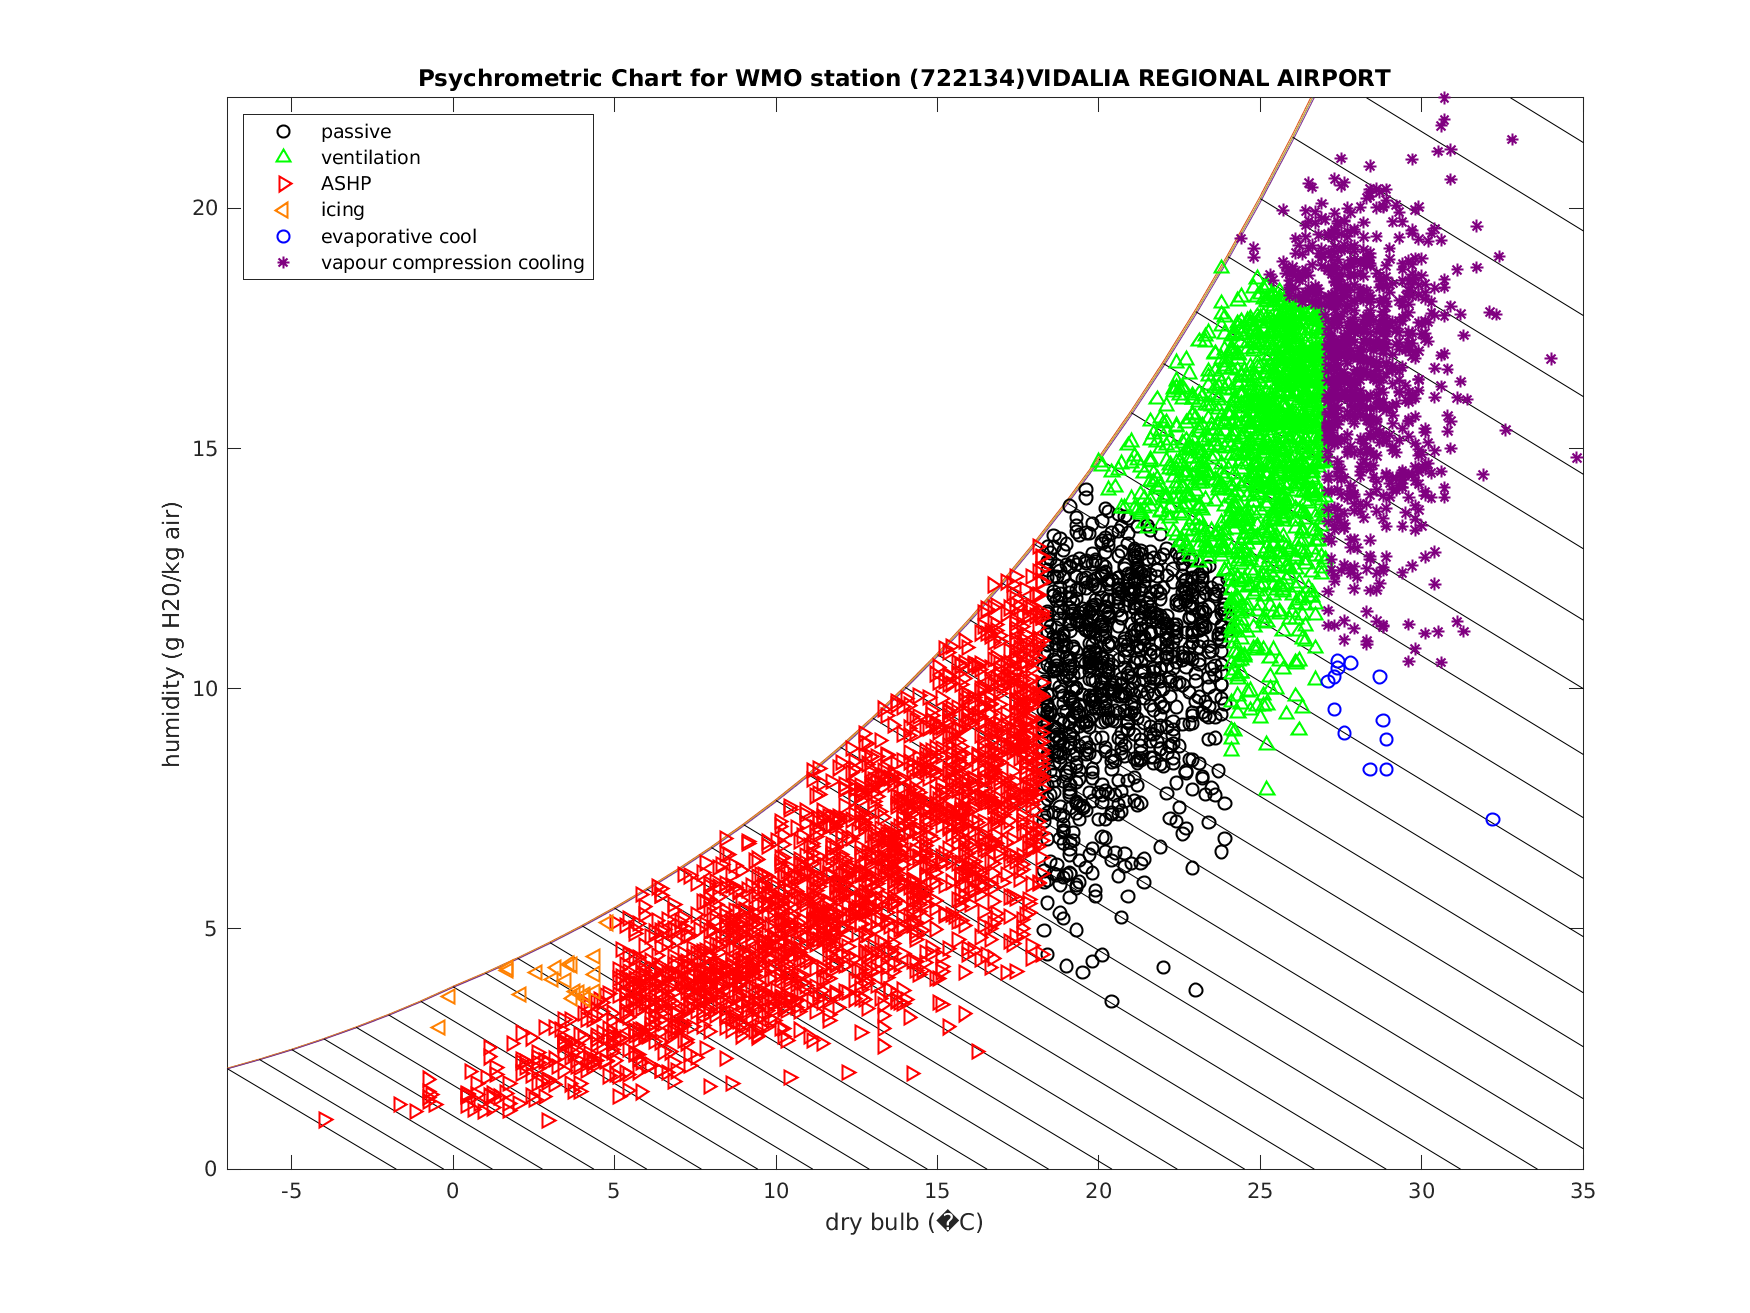 Psychrometric Chart for WMO station (722134)VIDALIA REGIONAL AIRPORT
passive
ventilation
ASHP
icing
evaporative cool
vapour compression cooling
20
15
10
5
0
humidity (g H20/kg air)
-5 0 5 10 15 20 25 30 35
dry bulb (�C)